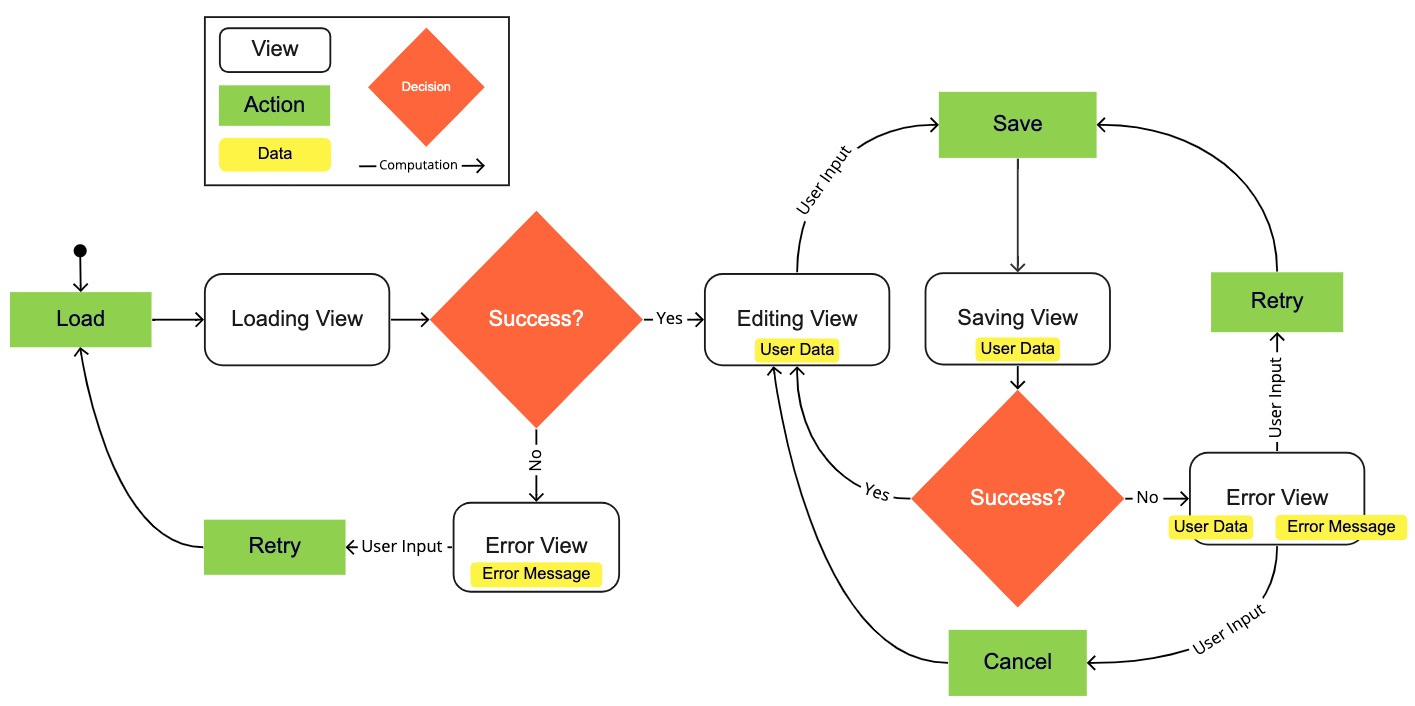 View
Action
Data
Decision
Computation
Load
Loading View
Success?
Yes
No
Error View
Error Message
User Input
Retry
Editing View
User Data
User Input
Save
Saving View
User Data
Success?
Yes
No
Error View
User Data
Error Message
User Input
Retry
User Input
Cancel